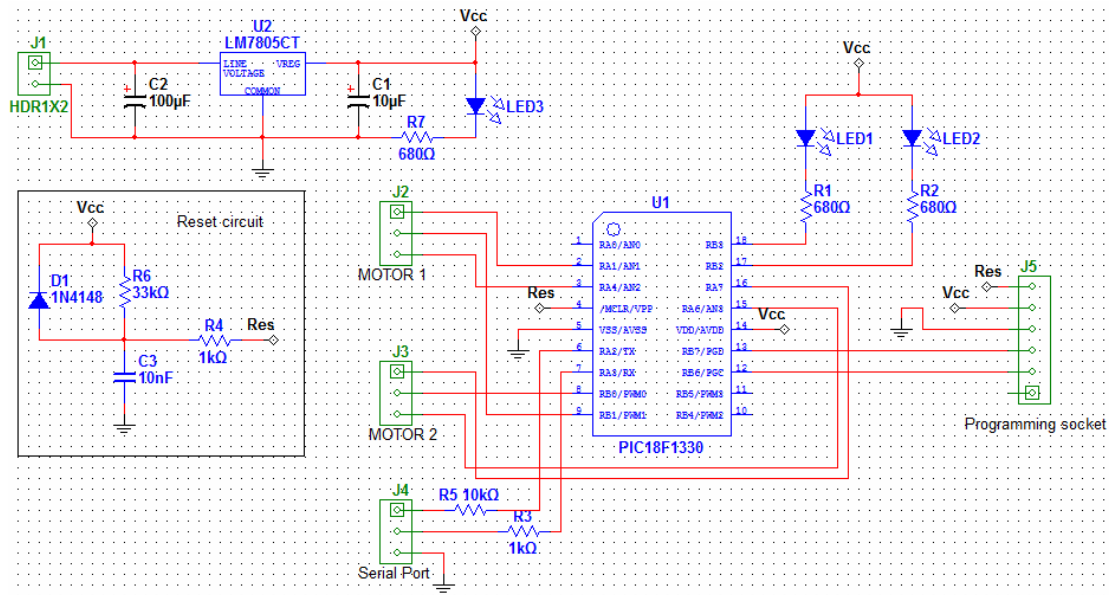 Vcc
J1
HDR1X2
U2
LM7805CT
LINE VREG
VOLTAGE
COMMON
C2
100µF
C1
10µF
LED3
R7
680Ω
Vcc
LED1
LED2
R1
680Ω
R2
680Ω
Reset circuit
Vcc
D1
1N4148
R6
33kΩ
R4
1kΩ
Res
C3
10nF
J2
MOTOR 1
J3
MOTOR 2
J4
Serial Port
R5 10kΩ
R3
1kΩ
Res
U1
1 RA0/AN0 RB3 18
2 RA1/AN1 RB2 17
3 RA4/AN2 RA7 16
4 /MCLR/VPP RA6/AN3 15
5 VSS/AVSS VDD/AVDD 14
6 RA2/TX RB7/PGD 13
7 RA3/RX RB6/PGC 12
8 RB0/PWM0 RB5/PWM3 11
9 RB1/PWM1 RB4/PWM2 10
PIC18F1330
Vcc
J5
Res
Vcc
Programming socket